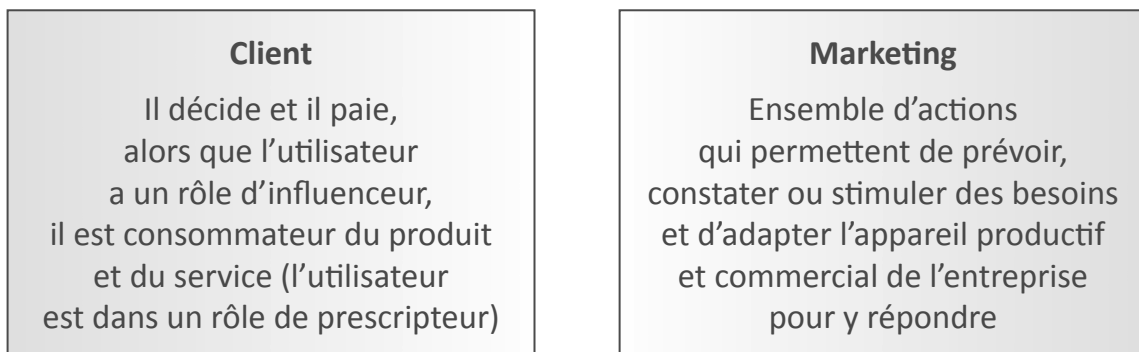 Client
Il décide et il paie,
alors que l’utilisateur
a un rôle d’influenceur,
il est consommateur du produit
et du service (l’utilisateur
est dans un rôle de prescripteur)
Marketing
Ensemble d’actions
qui permettent de prévoir,
constater ou stimuler des besoins
et d’adapter l’appareil productif
et commercial de l’entreprise
pour y répondre